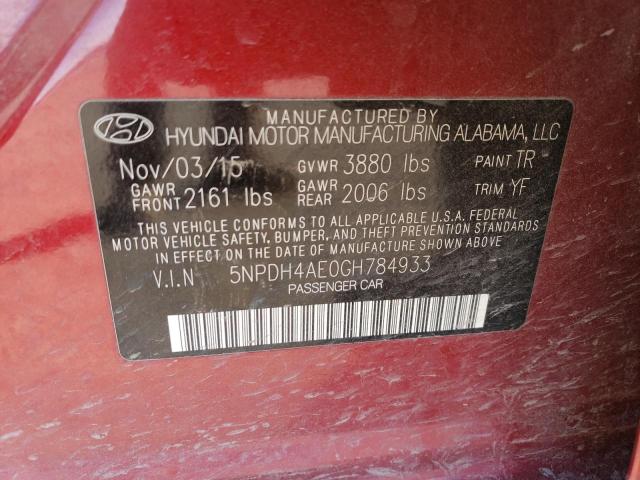 MANUFACTURED BY
HYUNDAI MOTOR MANUFACTURING ALABAMA, LLC
Nov/03/15 GVWR 3880 lbs PAINT TR
GAWR FRONT 2161 lbs GAWR REAR 2006 lbs TRIM YF
THIS VEHICLE CONFORMS TO ALL APPLICABLE U.S.A. FEDERAL
MOTOR VEHICLE SAFETY, BUMPER, AND THEFT PREVENTION STANDARDS
IN EFFECT ON THE DATE OF MANUFACTURE SHOWN ABOVE.
V.I.N 5NPDH4AE0GH784933
PASSENGER CAR